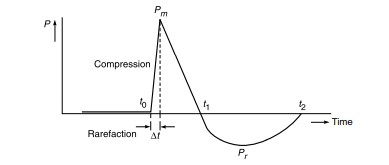 P
Pm
Compression
t0
t1
t2
Time
Rarefaction
Δt
Pr